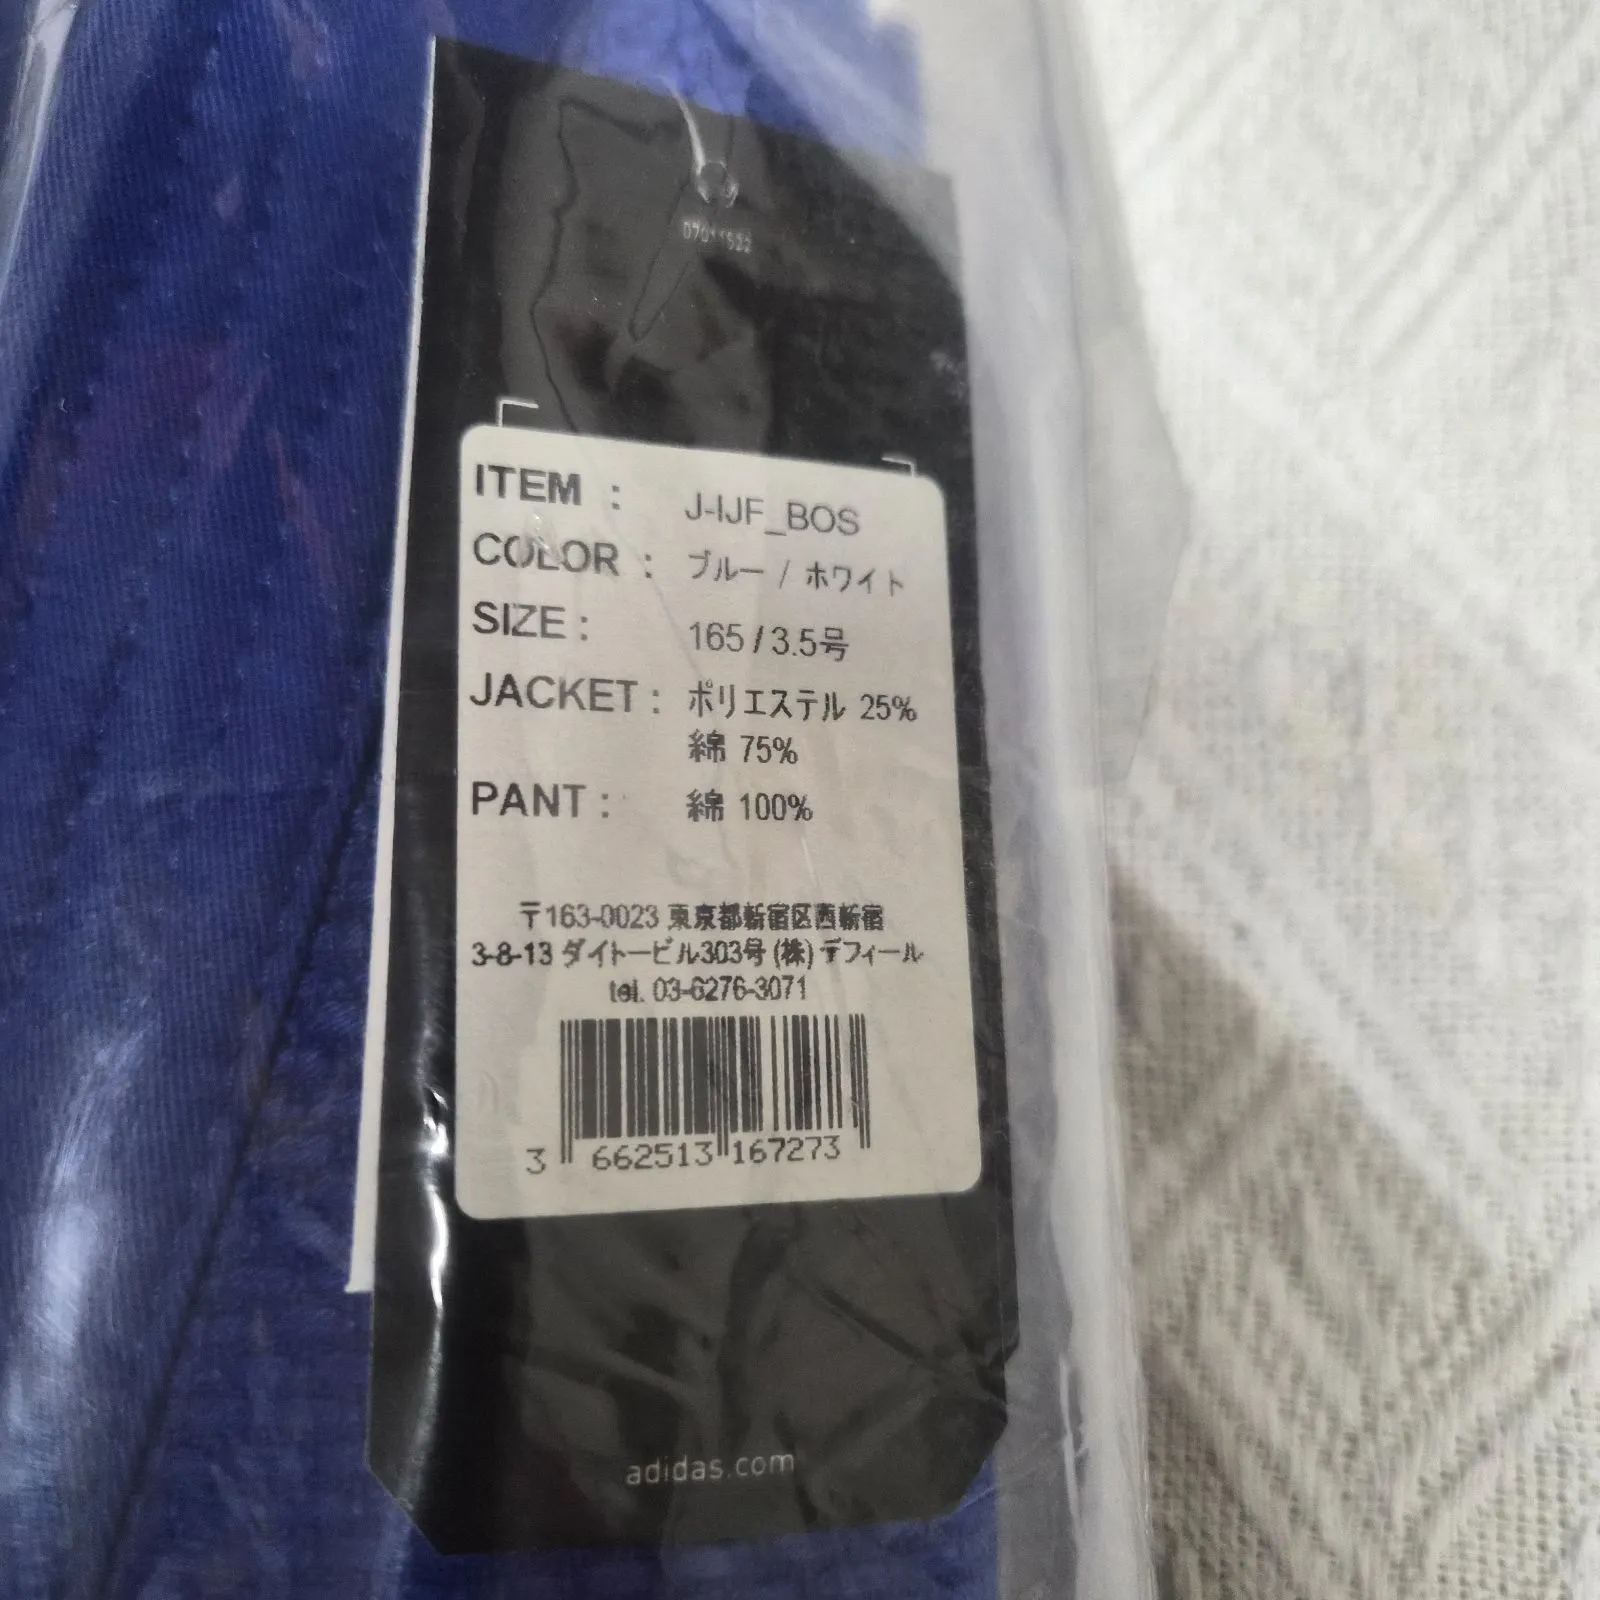 ITEM : J-IJF_BOS
COLOR : ブルー / ホワイト
SIZE : 165 / 3.5号
JACKET : ポリエステル 25%
綿 75%
PANT : 綿 100%
〒163-0023 東京都新宿区西新宿
3-8-13 ダイトービル303号 (株) デフィール
tel. 03-6276-3071
3 662513 167273
adidas.com